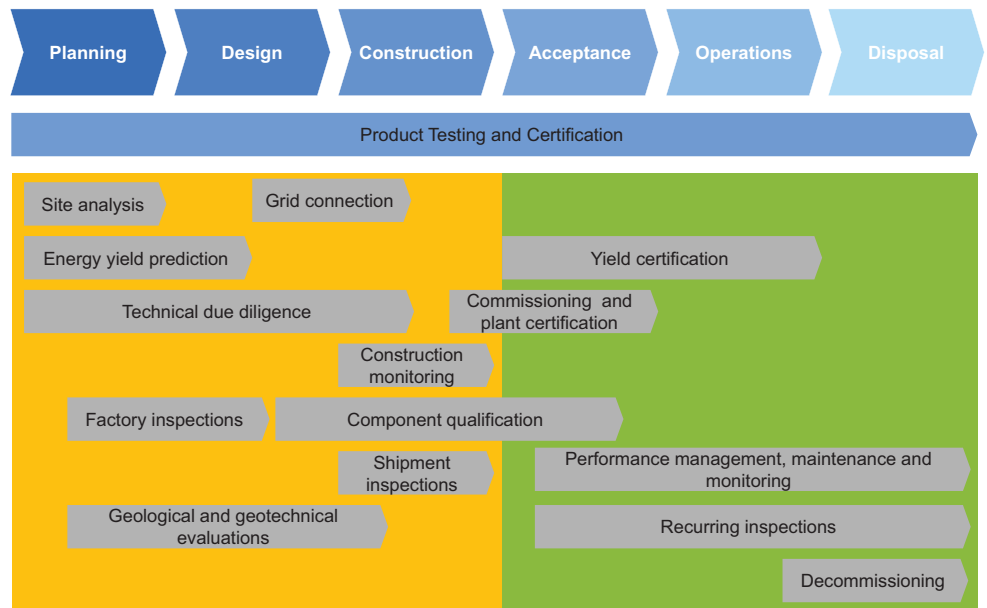 Planning
Design
Construction
Acceptance
Operations
Disposal
Product Testing and Certification
Site analysis
Grid connection
Energy yield prediction
Yield certification
Technical due diligence
Commissioning and
plant certification
Construction
monitoring
Factory inspections
Component qualification
Shipment
inspections
Performance management, maintenance and
monitoring
Geological and geotechnical
evaluations
Recurring inspections
Decommissioning